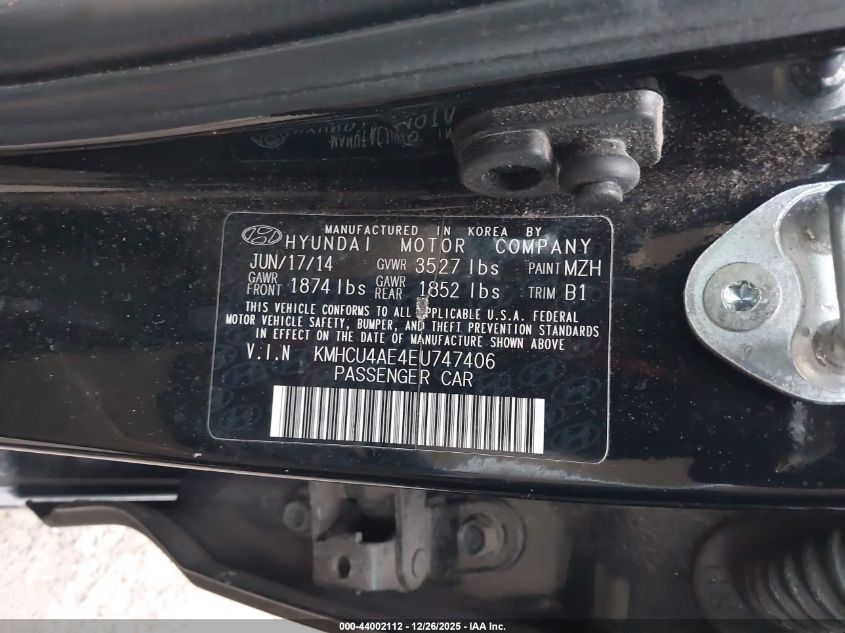 MANUFACTURED IN KOREA BY
HYUNDAI MOTOR COMPANY
JUN/17/14 GVWR 3527 lbs PAINT MZH
GAWR FRONT 1874 lbs GAWR REAR 1852 lbs TRIM B1
THIS VEHICLE CONFORMS TO ALL APPLICABLE U.S.A. FEDERAL
MOTOR VEHICLE SAFETY, BUMPER, AND THEFT PREVENTION STANDARDS
IN EFFECT ON THE DATE OF MANUFACTURE SHOWN ABOVE
V.I.N KMHCU4AE4EU747406
PASSENGER CAR
000-44002112 - 12/26/2025 - IAA Inc.